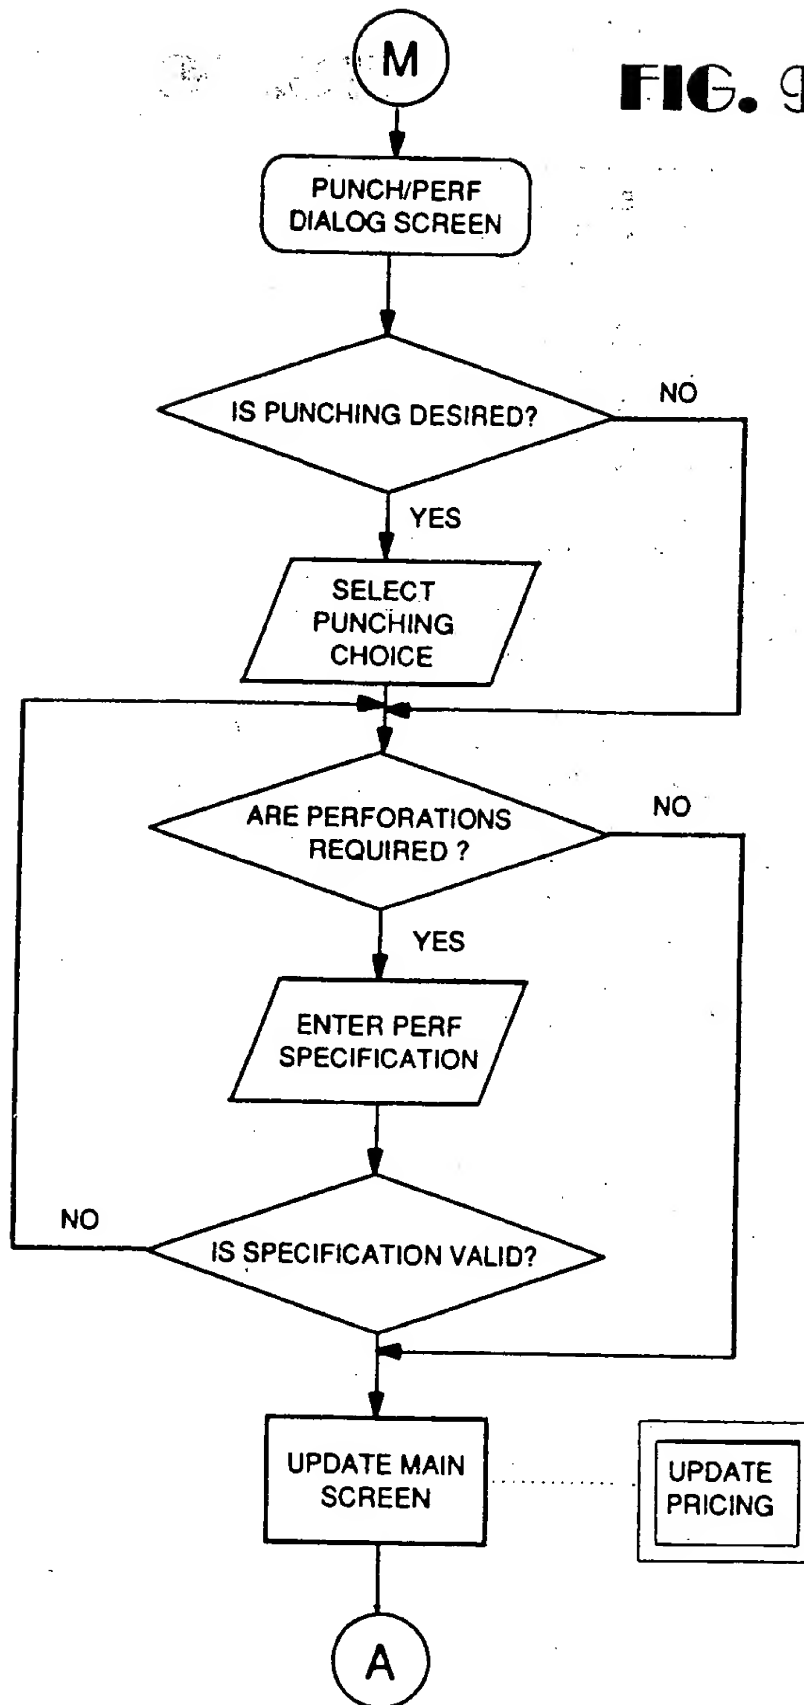 M
FIG. 9
PUNCH/PERF
DIALOG SCREEN
IS PUNCHING DESIRED?
NO
YES
SELECT
PUNCHING
CHOICE
ARE PERFORATIONS
REQUIRED ?
NO
YES
ENTER PERF
SPECIFICATION
NO
IS SPECIFICATION VALID?
UPDATE MAIN
SCREEN
UPDATE
PRICING
A